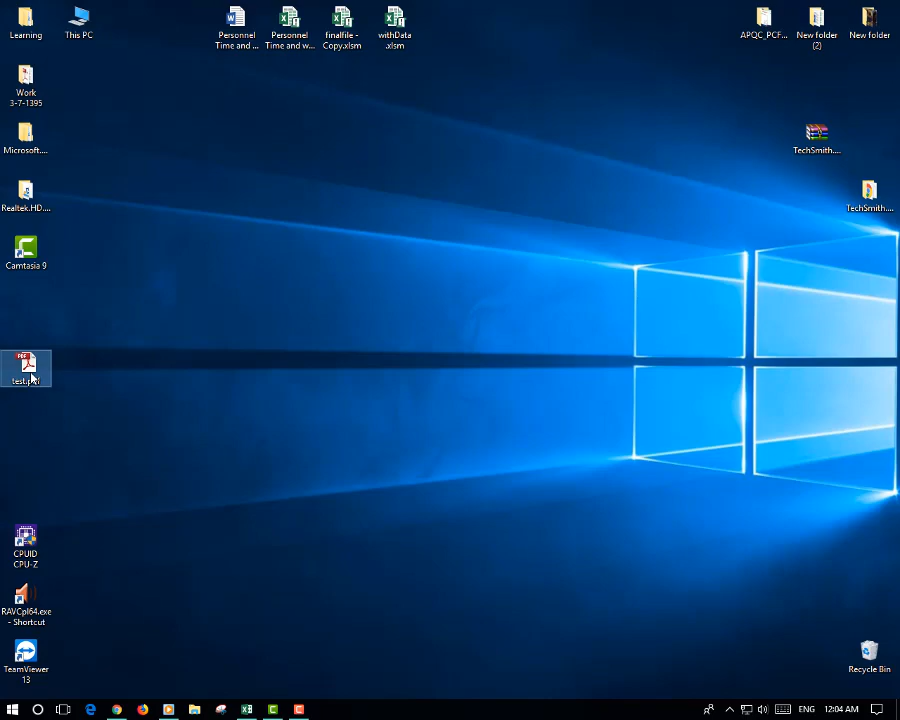 Learning
This PC
Personnel
Time and ...
Personnel
Time and w...
finalfile -
Copy.xlsm
withData
.xlsm
APQC_PCF...
New folder
(2)
New folder
Work
3-7-1395
Microsoft....
TechSmith....
Realtek.HD....
TechSmith....
Camtasia 9
PDF
CPUID
CPU-Z
RAVCpl64.exe
- Shortcut
TeamViewer
13
Recycle Bin
ENG
12:04 AM